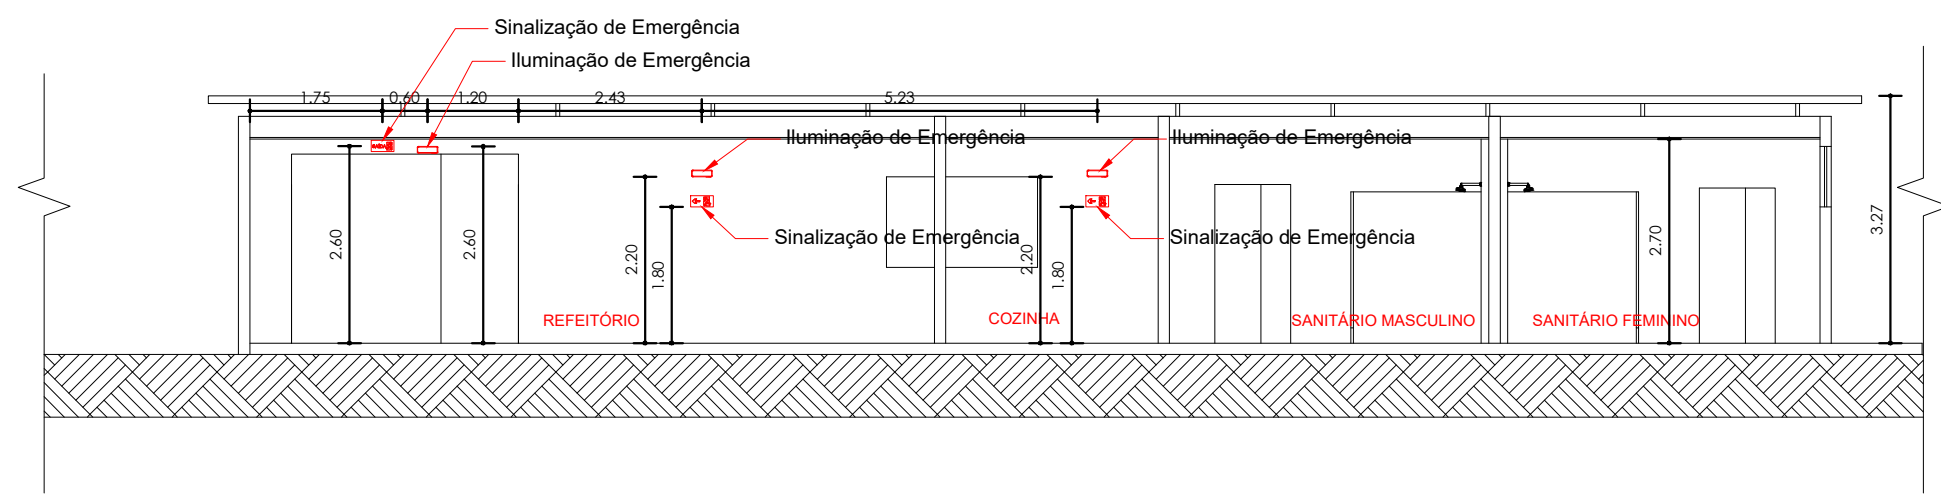 Sinalização de Emergência
Iluminação de Emergência
1.75
0.60
1.20
2.43
5.23
Iluminação de Emergência
Iluminação de Emergência
SAÍDA
Sinalização de Emergência
Sinalização de Emergência
2.60
2.60
2.20
1.80
2.20
1.80
2.70
3.27
REFEITÓRIO
COZINHA
SANITÁRIO MASCULINO
SANITÁRIO FEMININO